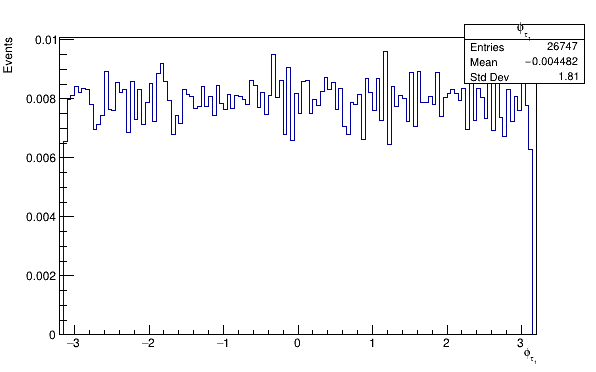 ϕτ1
Entries 26747
Mean −0.004482
Std Dev 1.81
Events
0.01
0.008
0.006
0.004
0.002
0
−3 −2 −1 0 1 2 3
ϕτ1